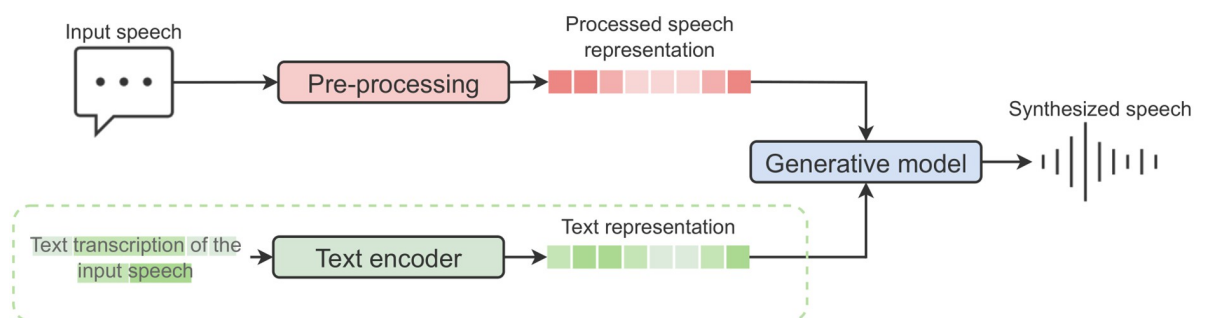 Input speech
Pre-processing
Processed speech
representation
Generative model
Synthesized speech
Text transcription of the
input speech
Text encoder
Text representation